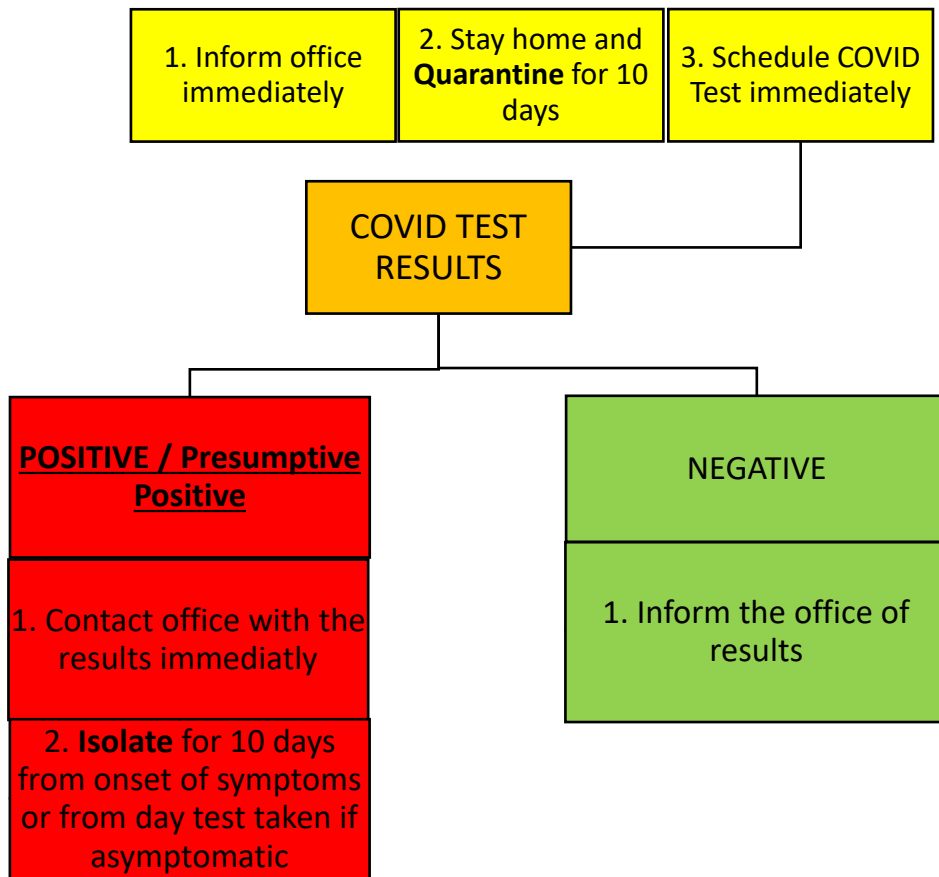 1. Inform office
immediately
2. Stay home and
Quarantine for 10
days
3. Schedule COVID
Test immediately
COVID TEST
RESULTS
POSITIVE / Presumptive
Positive
1. Contact office with the
results immediatly
2. Isolate for 10 days
from onset of symptoms
or from day test taken if
asymptomatic
NEGATIVE
1. Inform the office of
results